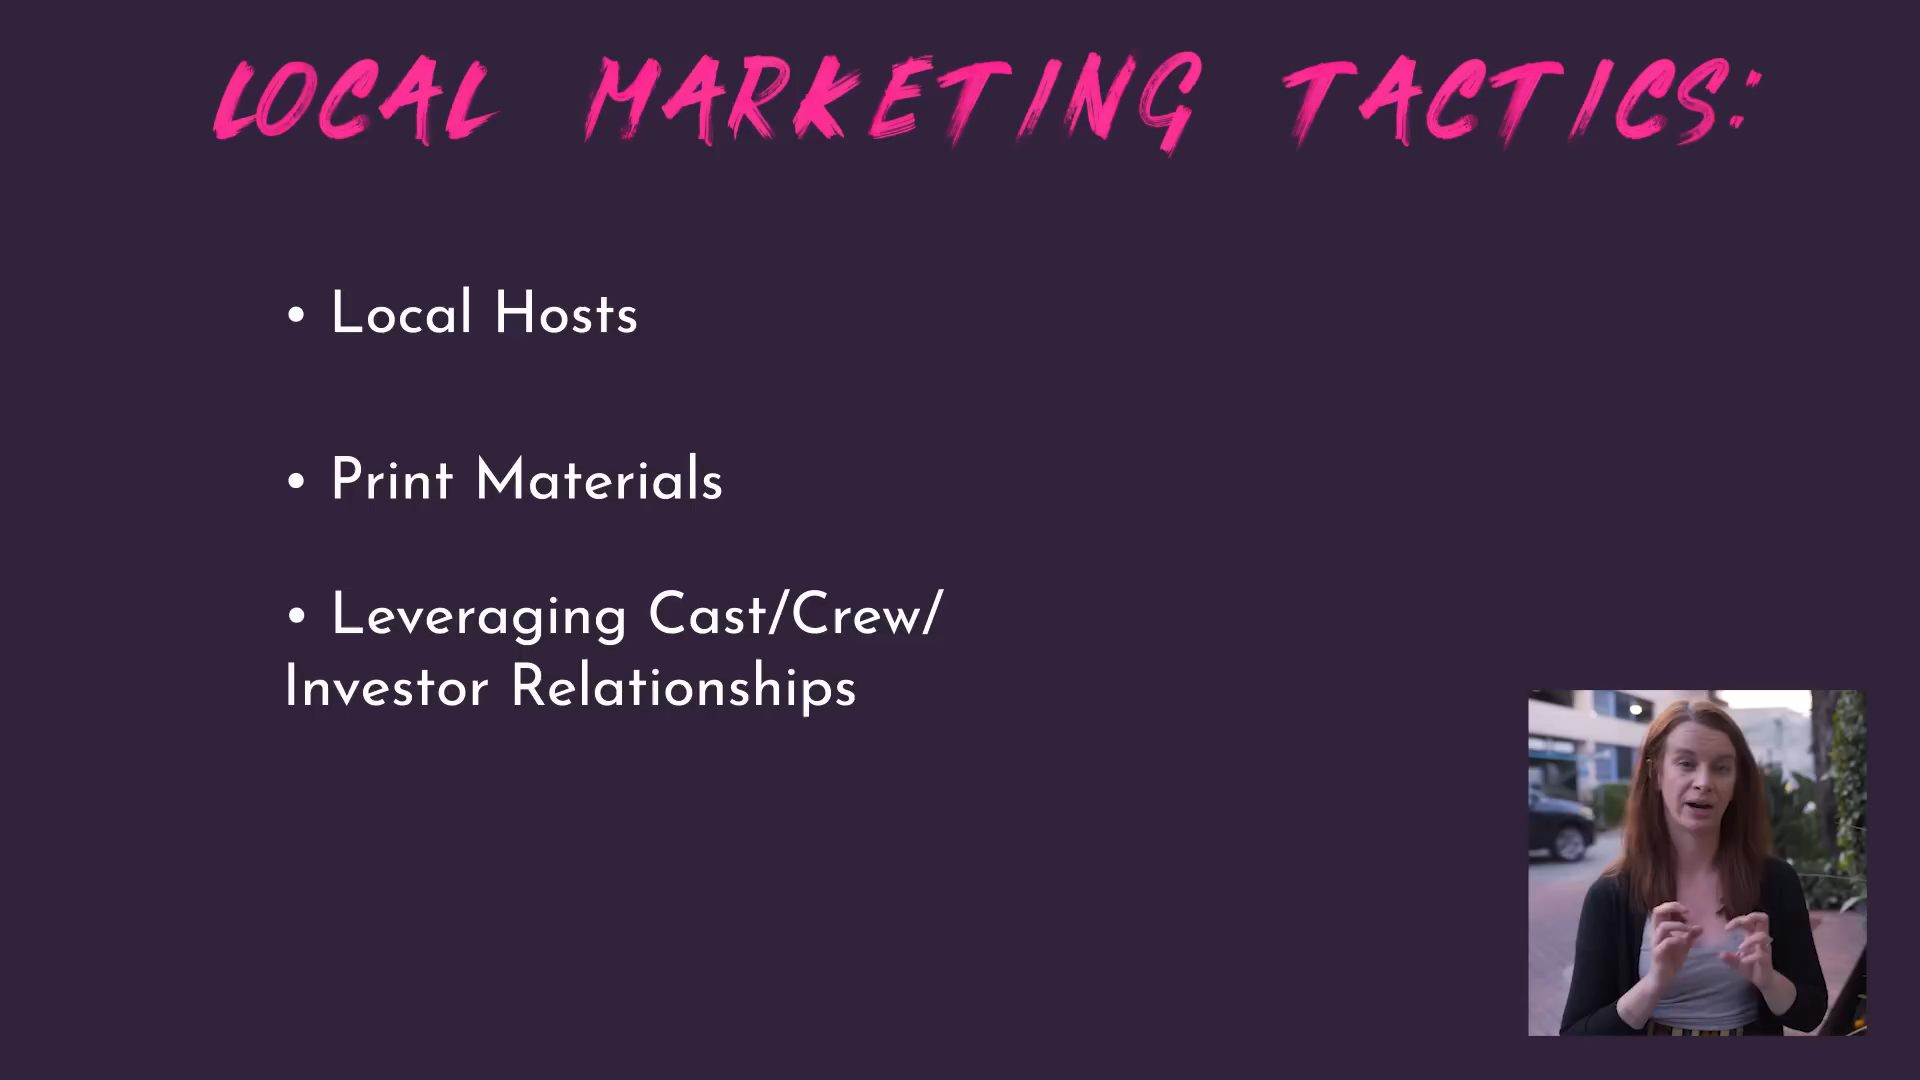 LOCAL MARKETING TACTICS:
• Local Hosts
• Print Materials
• Leveraging Cast/Crew/
Investor Relationships